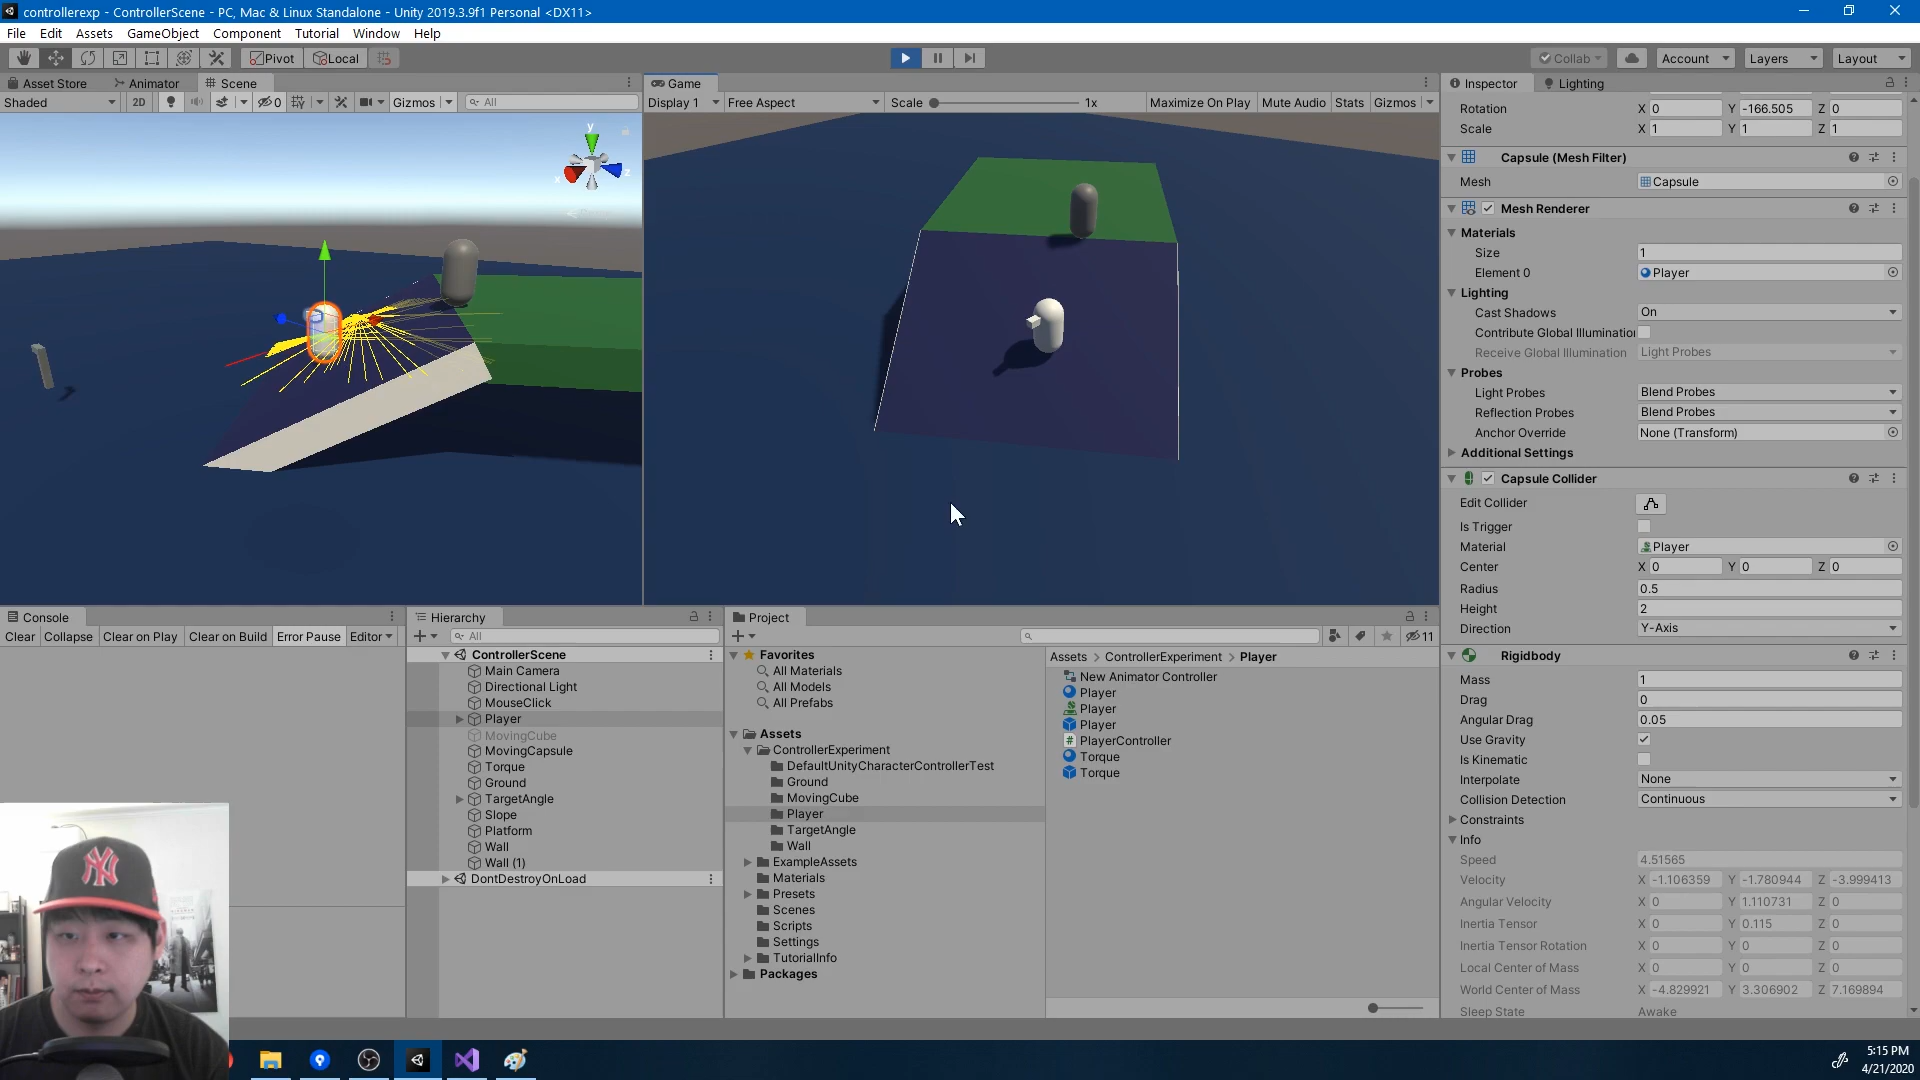 controllerexp - ControllerScene - PC, Mac & Linux Standalone - Unity 2019.3.9f1 Personal <DX11>
File Edit Assets GameObject Component Tutorial Window Help
Pivot Local Collab Account Layers Layout
Asset Store Animator Scene
Shaded 2D 0 Gizmos All
y
x z
Game
Display 1 Free Aspect Scale 1x Maximize On Play Mute Audio Stats Gizmos
Inspector Lighting
Rotation X 0 Y -166.505 Z 0
Scale X 1 Y 1 Z 1
Capsule (Mesh Filter)
Mesh Capsule
Mesh Renderer
Materials
Size 1
Element 0 Player
Lighting
Cast Shadows On
Contribute Global Illuminatio
Receive Global Illumination Light Probes
Probes
Light Probes Blend Probes
Reflection Probes Blend Probes
Anchor Override None (Transform)
Additional Settings
Capsule Collider
Edit Collider
Is Trigger
Material Player
Center X 0 Y 0 Z 0
Radius 0.5
Height 2
Direction Y-Axis
Rigidbody
Mass 1
Drag 0
Angular Drag 0.05
Use Gravity
Is Kinematic
Interpolate None
Collision Detection Continuous
Constraints
Info
Speed 4.51565
Velocity X -1.106359 Y -1.780944 Z -3.999413
Angular Velocity X 0 Y 1.110731 Z 0
Inertia Tensor X 0 Y 0.115 Z 0
Inertia Tensor Rotation X 0 Y 0 Z 0
Local Center of Mass X 0 Y 0 Z 0
World Center of Mass X -4.829921 Y 3.306902 Z 7.169894
Sleep State Awake
Console
Clear Collapse Clear on Play Clear on Build Error Pause Editor
Hierarchy
All
ControllerScene
Main Camera
Directional Light
MouseClick
Player
MovingCube
MovingCapsule
Torque
Ground
TargetAngle
Slope
Platform
Wall
Wall (1)
DontDestroyOnLoad
Project
11
Favorites
All Materials
All Models
All Prefabs
Assets
ControllerExperiment
DefaultUnityCharacterControllerTest
Ground
MovingCube
Player
TargetAngle
Wall
ExampleAssets
Materials
Presets
Scenes
Scripts
Settings
TutorialInfo
Packages
Assets > ControllerExperiment > Player
New Animator Controller
Player
Player
Player
PlayerController
Torque
Torque
NY
5:15 PM
4/21/2020